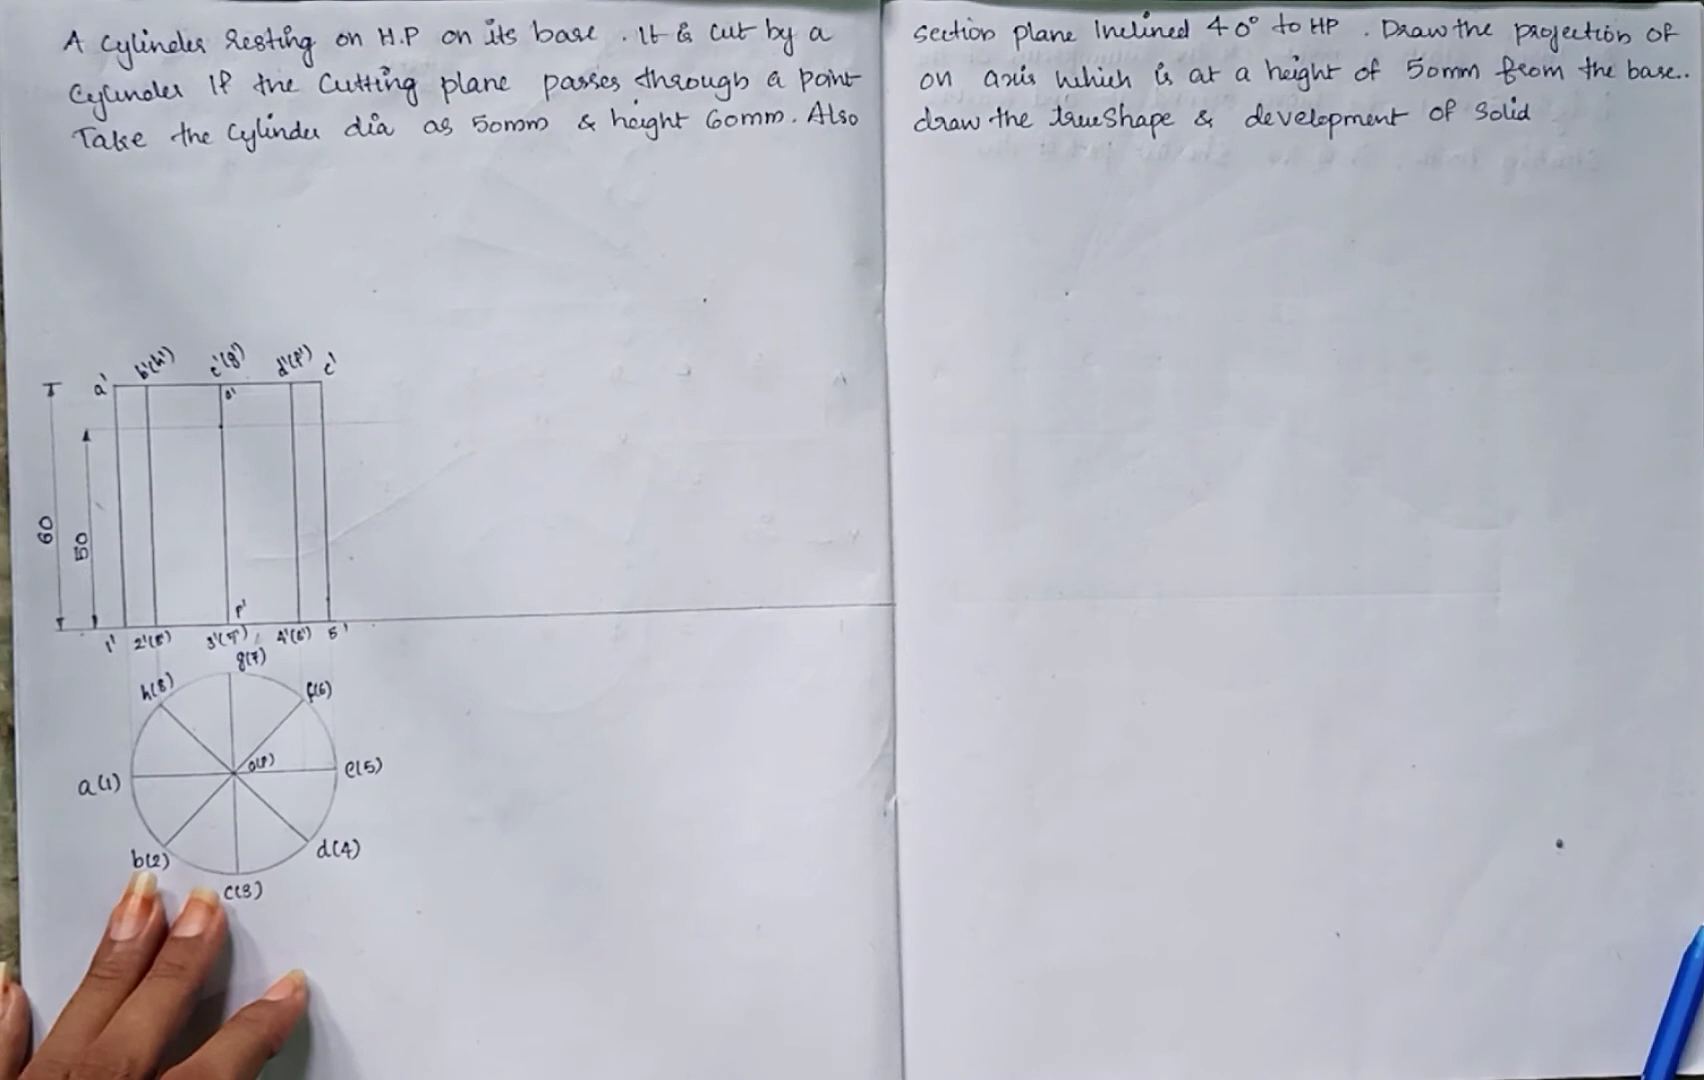 A Cylinder Resting on H.P on its base. It is cut by a section plane Inclined 40° to HP. Draw the projection of
Cylinder If the Cutting plane passes through a point on axis which is at a height of 50mm from the base..
Take the Cylinder dia as 50mm & height 60mm. Also draw the true shape & development of Solid
a' b'(h') c'(g') d'(f') e'
o'
60
50
p'
1' 2'(8') 3'(7') 4'(6') 5'
g(7)
h(8) f(6)
a(1) o(p) e(5)
b(2) d(4)
c(3)